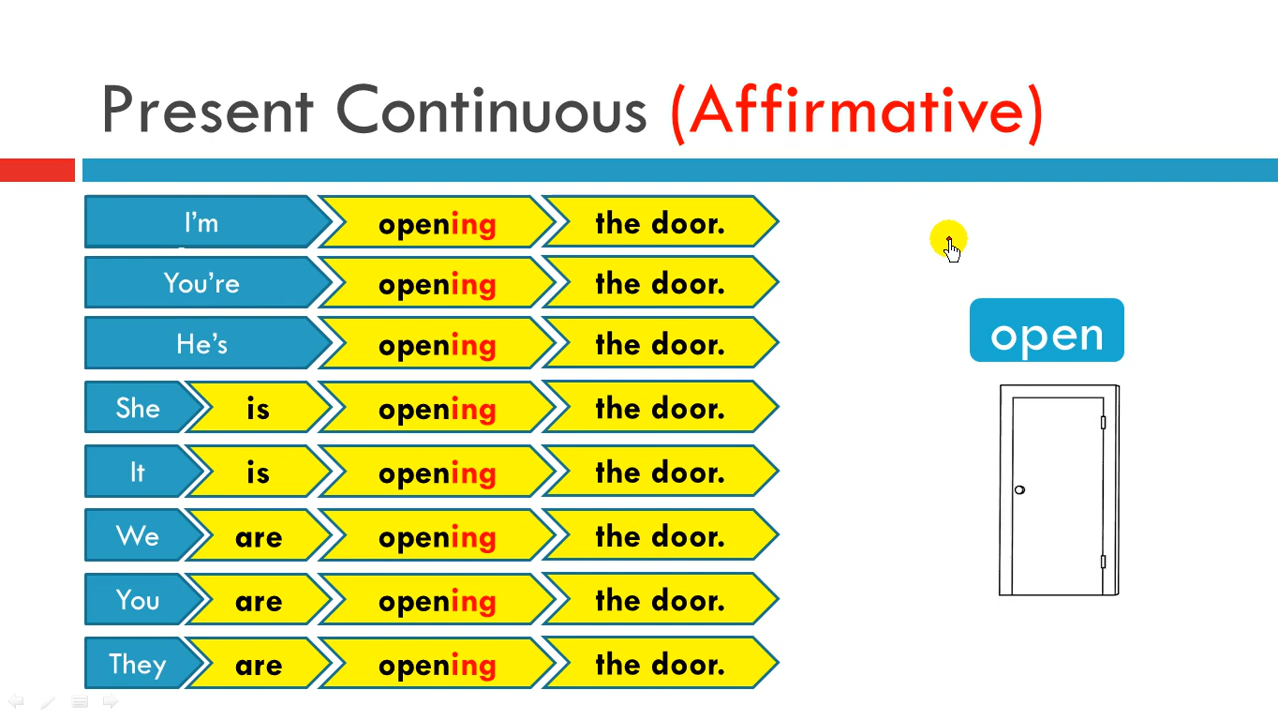 Present Continuous (Affirmative)
I'm opening the door.
You're opening the door.
He's opening the door.
She is opening the door.
It is opening the door.
We are opening the door.
You are opening the door.
They are opening the door.
open